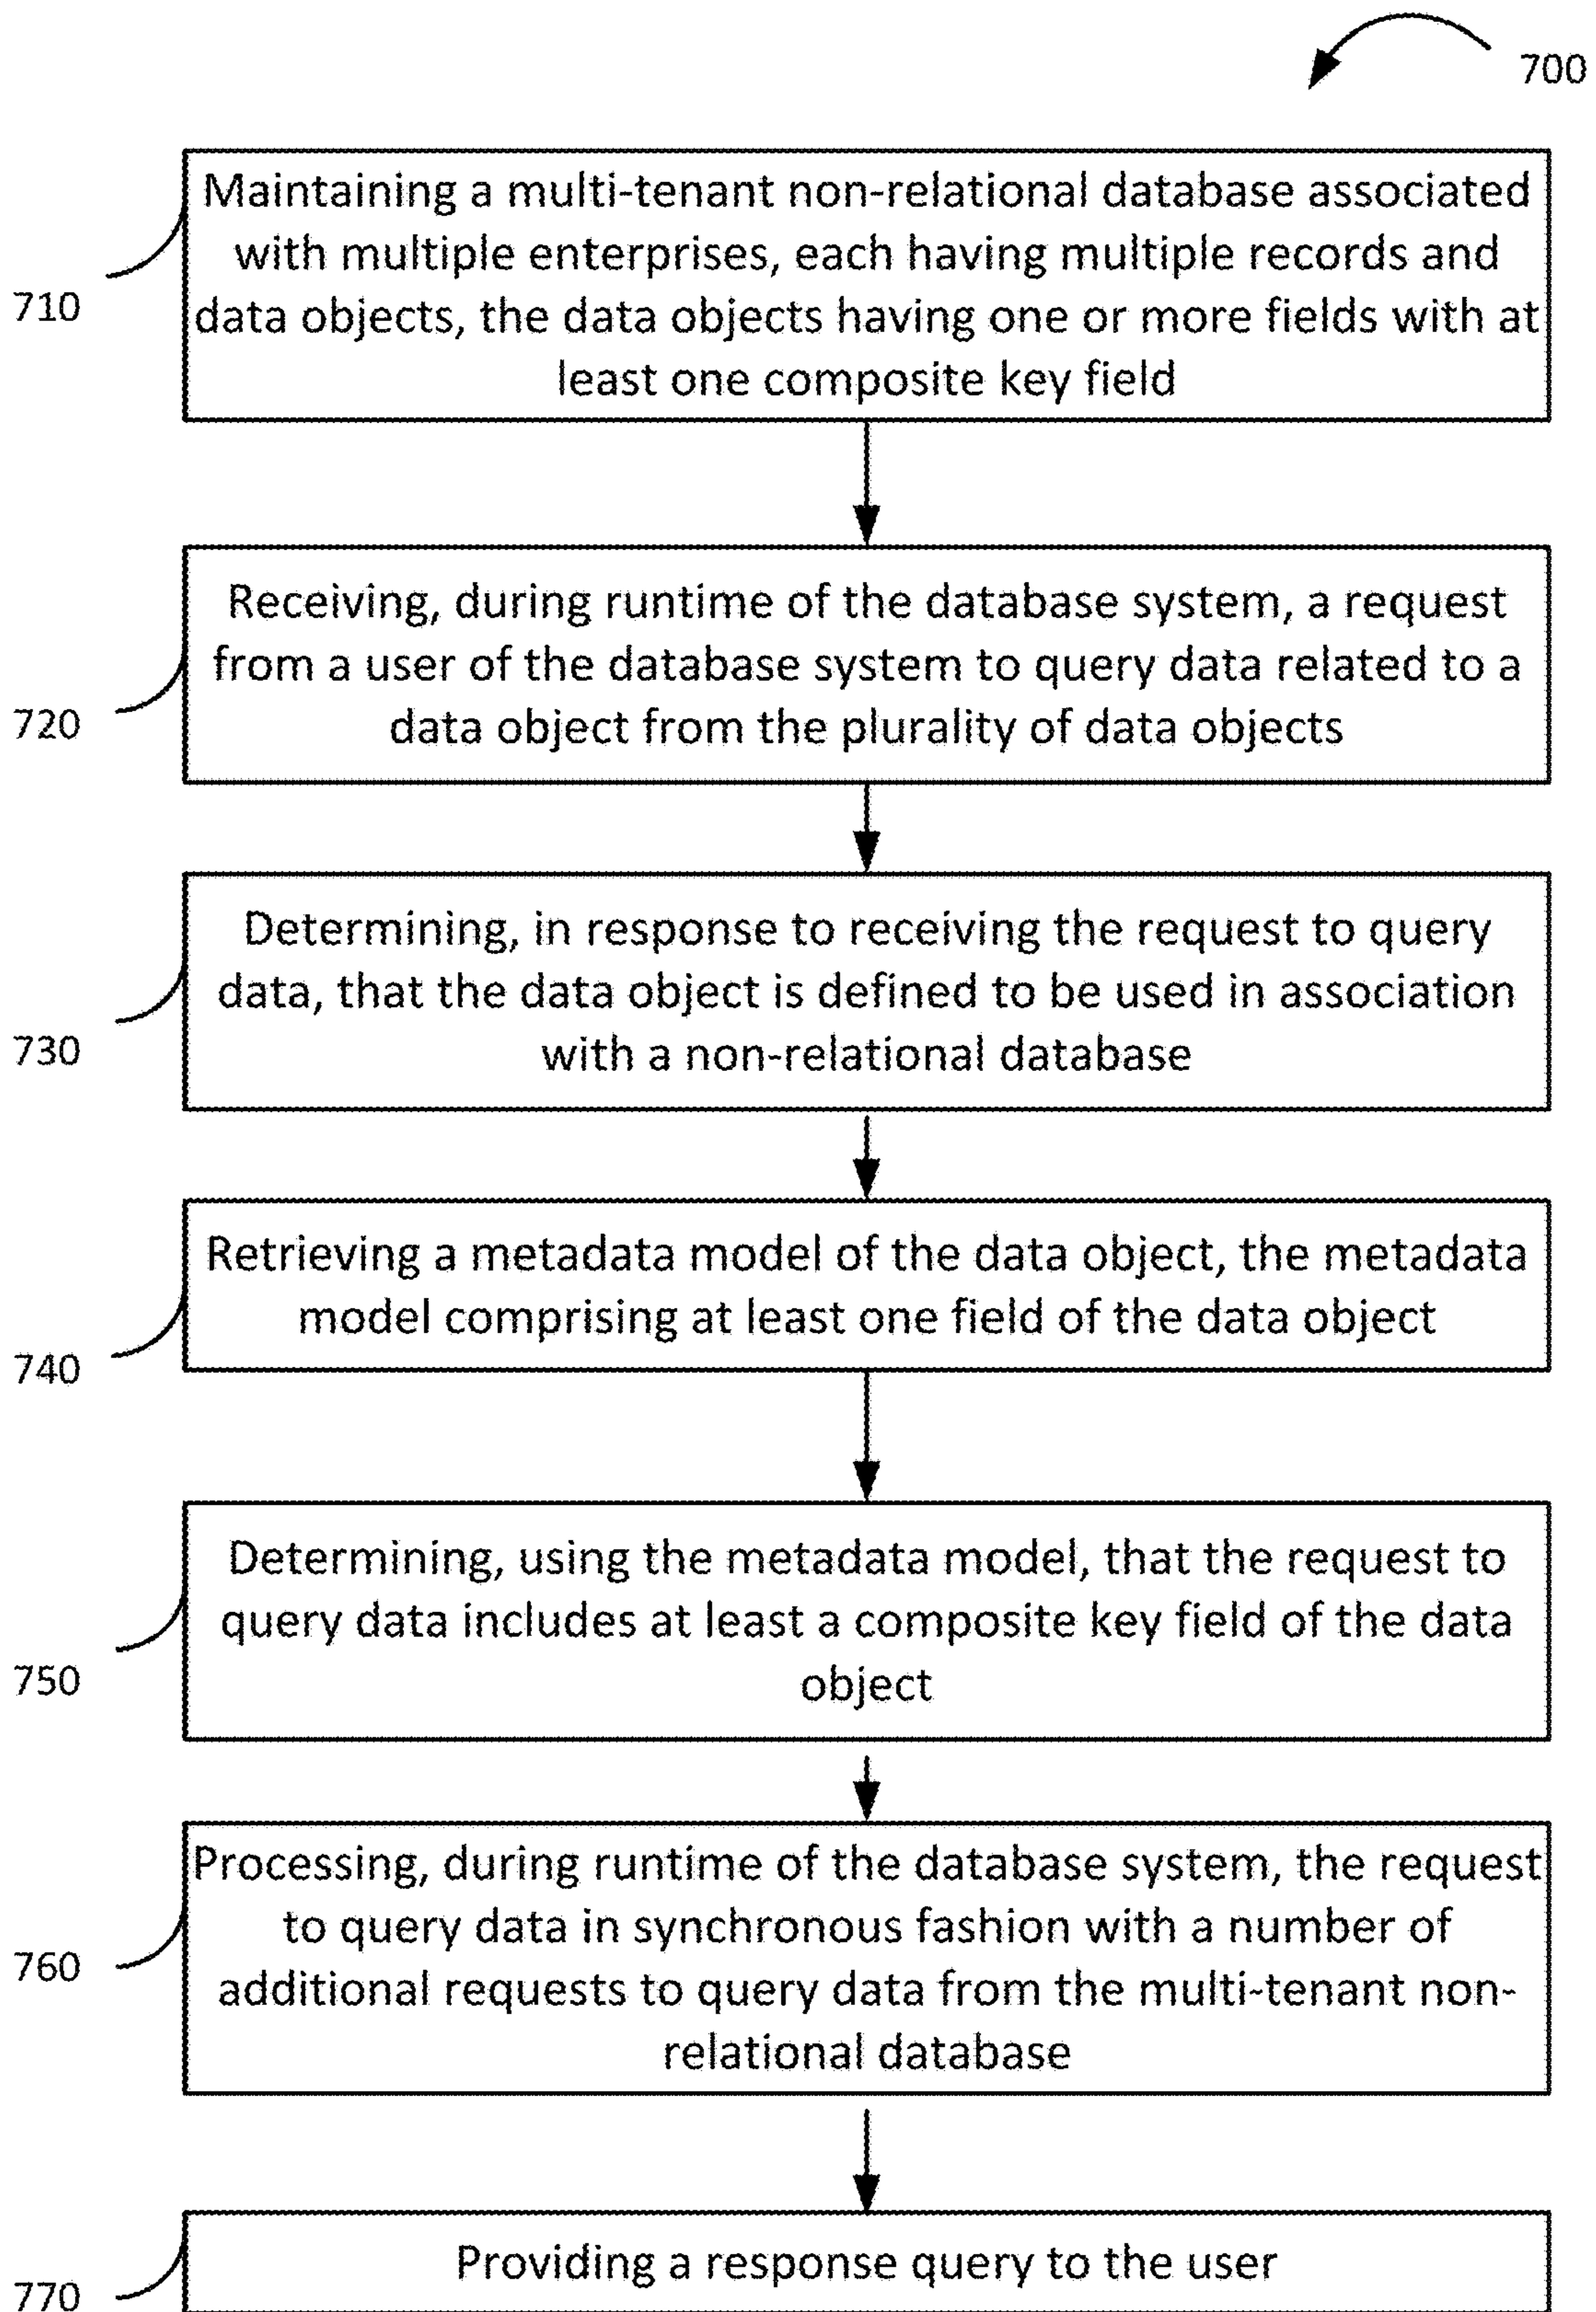 700
Maintaining a multi-tenant non-relational database associated
with multiple enterprises, each having multiple records and
data objects, the data objects having one or more fields with at
least one composite key field
710
Receiving, during runtime of the database system, a request
from a user of the database system to query data related to a
data object from the plurality of data objects
720
Determining, in response to receiving the request to query
data, that the data object is defined to be used in association
with a non-relational database
730
Retrieving a metadata model of the data object, the metadata
model comprising at least one field of the data object
740
Determining, using the metadata model, that the request to
query data includes at least a composite key field of the data
object
750
Processing, during runtime of the database system, the request
to query data in synchronous fashion with a number of
additional requests to query data from the multi-tenant non-
relational database
760
Providing a response query to the user
770